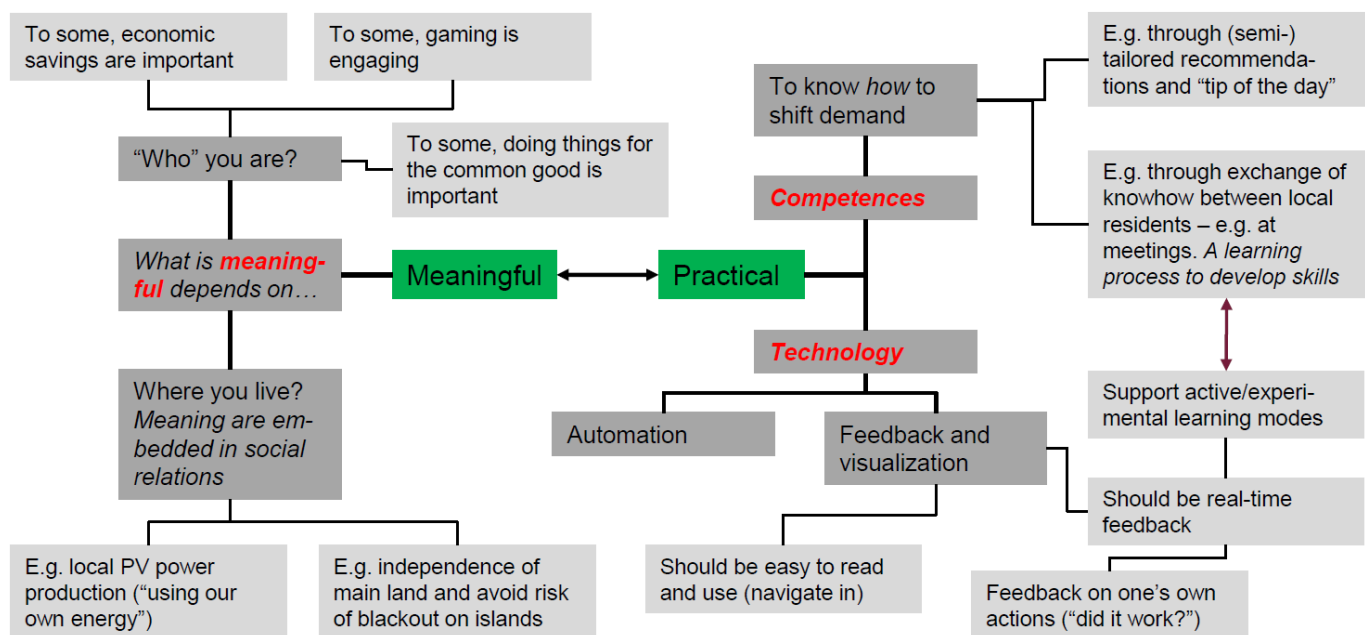 To some, economic
savings are important
To some, gaming is
engaging
“Who” you are?
To some, doing things for
the common good is
important
What is meaning-
ful depends on…
Meaningful
Practical
Where you live?
Meaning are em-
bedded in social
relations
E.g. local PV power
production (“using our
own energy”)
E.g. independence of
main land and avoid risk
of blackout on islands
To know how to
shift demand
Competences
Technology
Automation
Feedback and
visualization
Should be easy to read
and use (navigate in)
E.g. through (semi-)
tailored recommenda-
tions and “tip of the day”
E.g. through exchange of
knowhow between local
residents – e.g. at
meetings. A learning
process to develop skills
Support active/experi-
mental learning modes
Should be real-time
feedback
Feedback on one’s own
actions (“did it work?”)